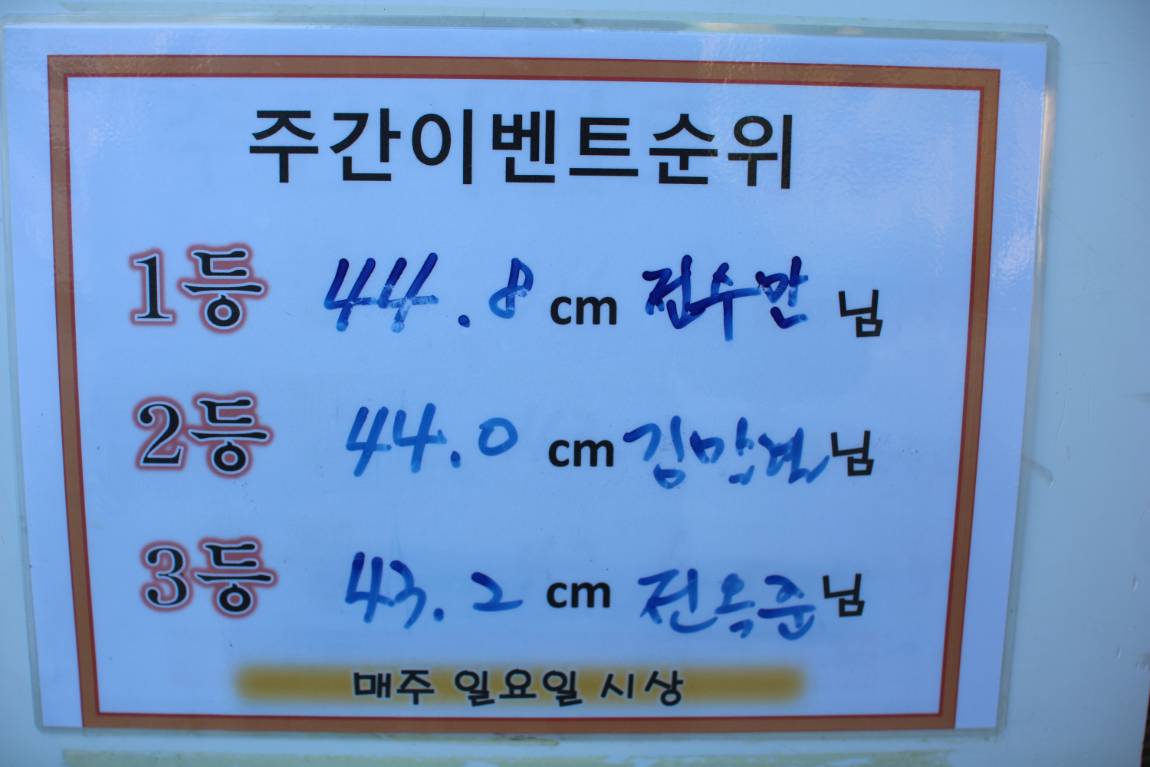 주간이벤트순위
1등 44.8 cm 전수만 님
2등 44.0 cm 님
3등 43.2 cm 전옥준 님
매주 일요일 시상